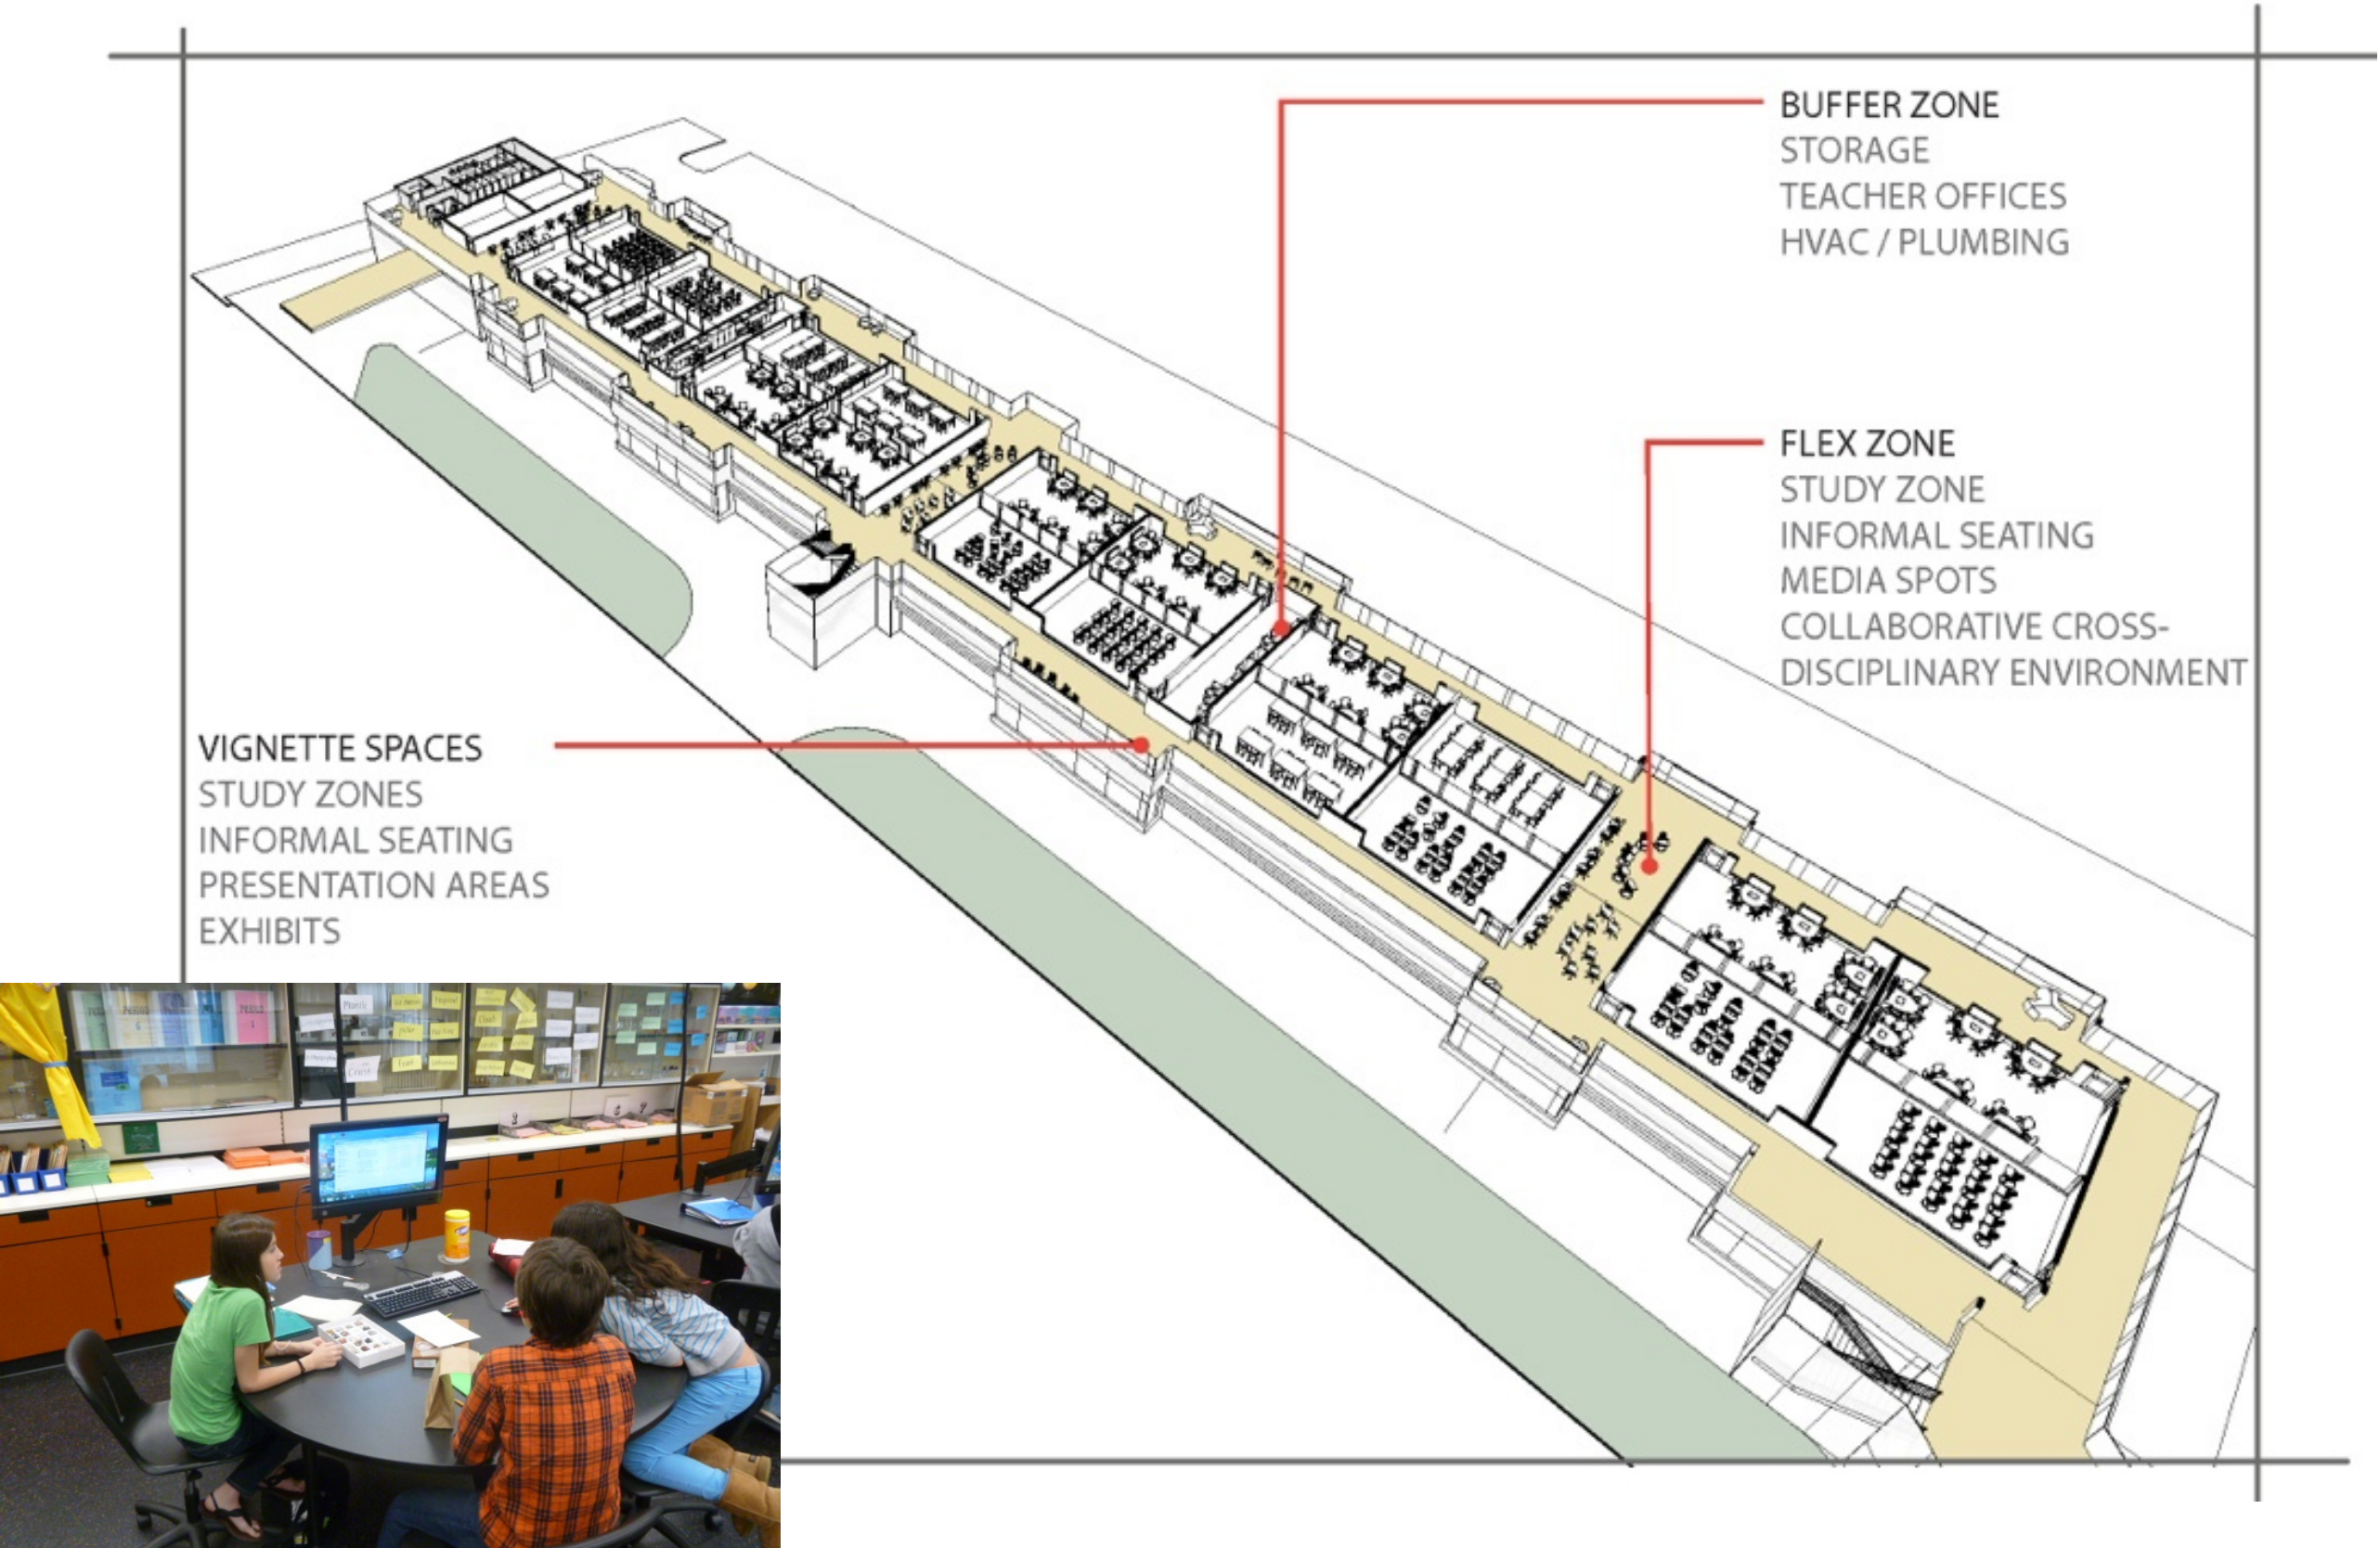 BUFFER ZONE
STORAGE
TEACHER OFFICES
HVAC / PLUMBING
FLEX ZONE
STUDY ZONE
INFORMAL SEATING
MEDIA SPOTS
COLLABORATIVE CROSS-
DISCIPLINARY ENVIRONMENT
VIGNETTE SPACES
STUDY ZONES
INFORMAL SEATING
PRESENTATION AREAS
EXHIBITS